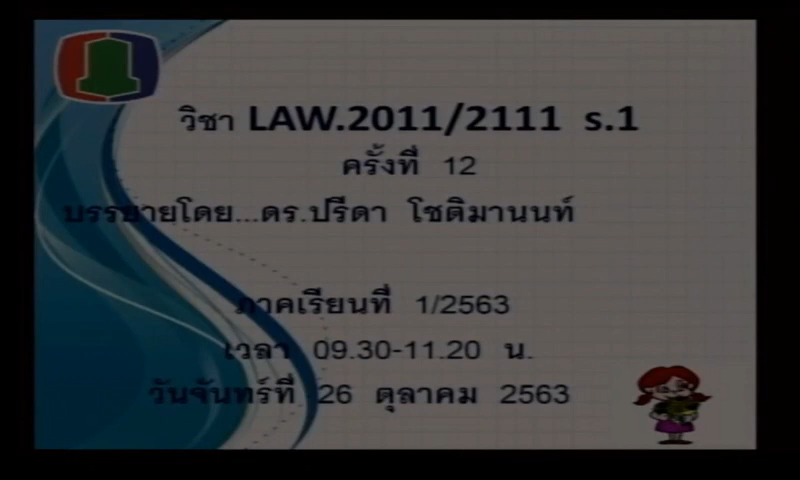 วิชา LAW.2011/2111 s.1
ครั้งที่ 12
บรรยายโดย...ดร.ปรีดา โชติมานนท์
ภาคเรียนที่ 1/2563
เวลา 09.30-11.20 น.
วันจันทร์ที่ 26 ตุลาคม 2563